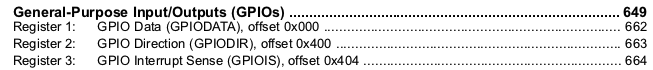 General-Purpose Input/Outputs (GPIOs) ................................................................................... 649
Register 1: GPIO Data (GPIODATA), offset 0x000 ............................................................................ 662
Register 2: GPIO Direction (GPIODIR), offset 0x400 ......................................................................... 663
Register 3: GPIO Interrupt Sense (GPIOIS), offset 0x404 .................................................................. 664